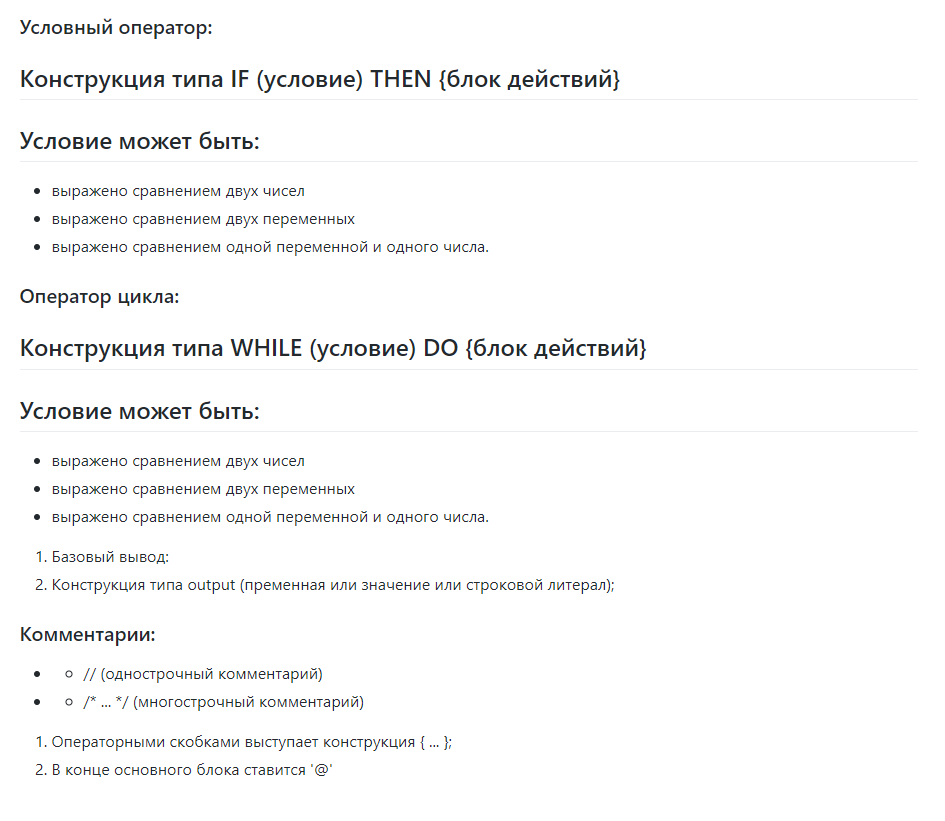 Условный оператор:
Конструкция типа IF (условие) THEN {блок действий}
Условие может быть:
• выражено сравнением двух чисел
• выражено сравнением двух переменных
• выражено сравнением одной переменной и одного числа.
Оператор цикла:
Конструкция типа WHILE (условие) DO {блок действий}
Условие может быть:
• выражено сравнением двух чисел
• выражено сравнением двух переменных
• выражено сравнением одной переменной и одного числа.
1. Базовый вывод:
2. Конструкция типа output (пременная или значение или строковой литерал);
Комментарии:
• ◦ // (однострочный комментарий)
• ◦ /* ... */ (многострочный комментарий)
1. Операторными скобками выступает конструкция { ... };
2. В конце основного блока ставится '@'